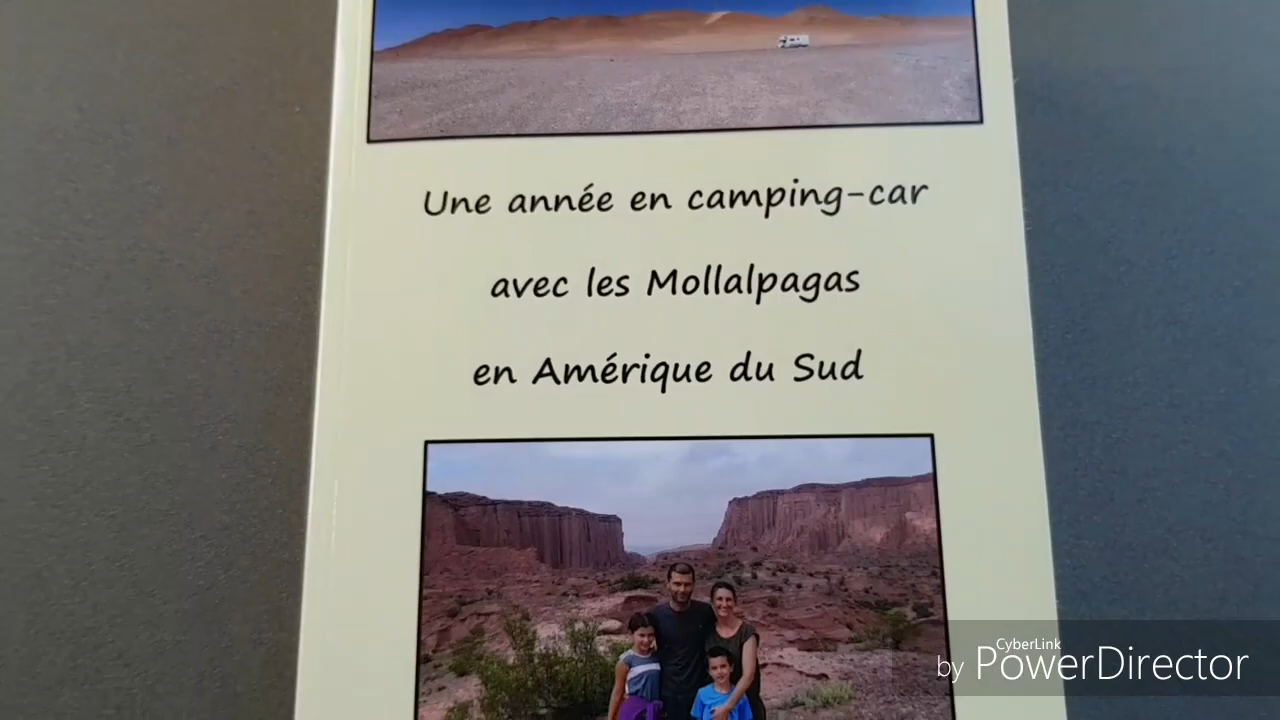 Une année en camping-car
avec les Mollalpagas
en Amérique du Sud
CyberLink
by PowerDirector